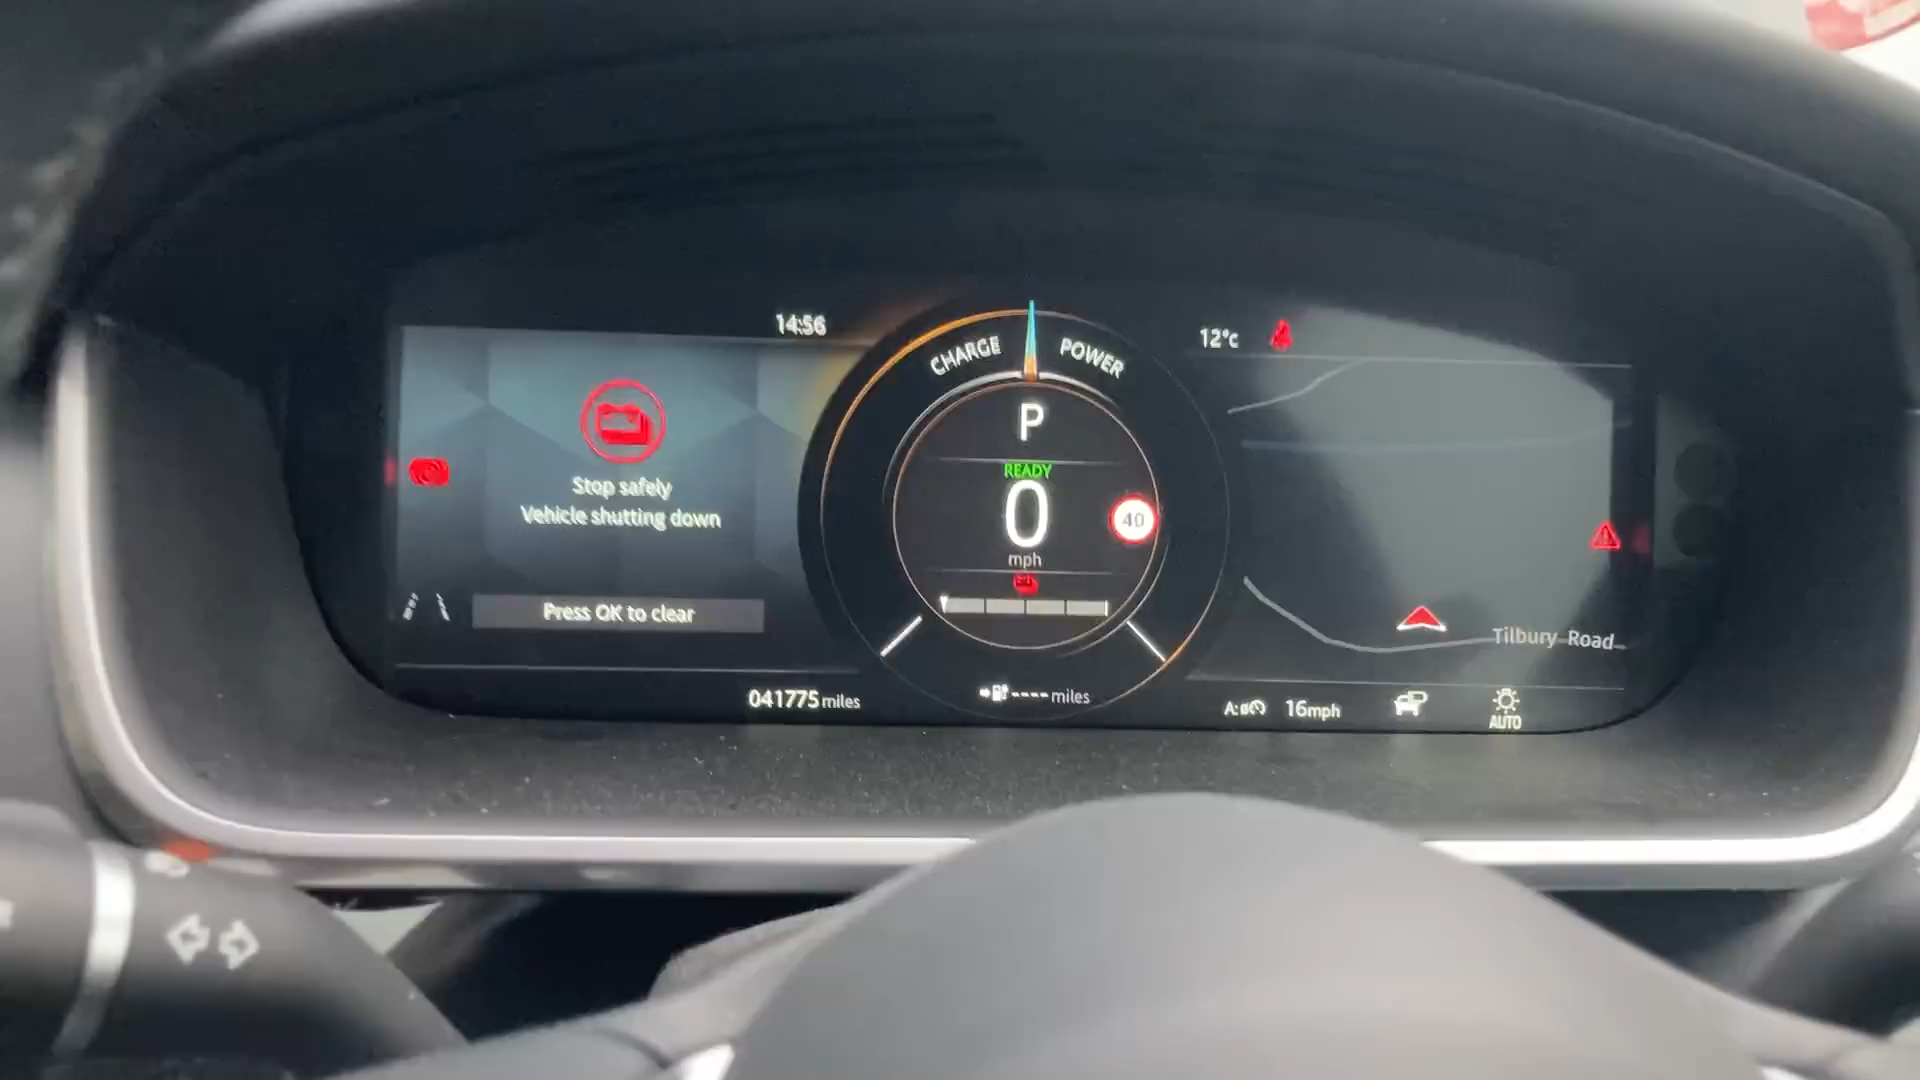 14:56
12°c
CHARGE
POWER
P
READY
0
mph
40
Stop safely
Vehicle shutting down
Press OK to clear
Tilbury Road
041775 miles
---- miles
16mph
AUTO